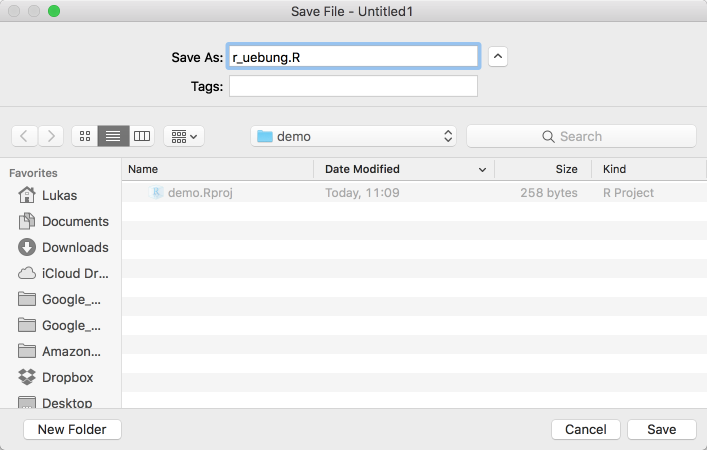 Save File - Untitled1
Save As: r_uebung.R
Tags:
demo
Search
Favorites
Name Date Modified Size Kind
Lukas
demo.Rproj Today, 11:09 258 bytes R Project
Documents
Downloads
iCloud Dr...
Google_...
Google_...
Amazon...
Dropbox
Desktop
New Folder Cancel Save